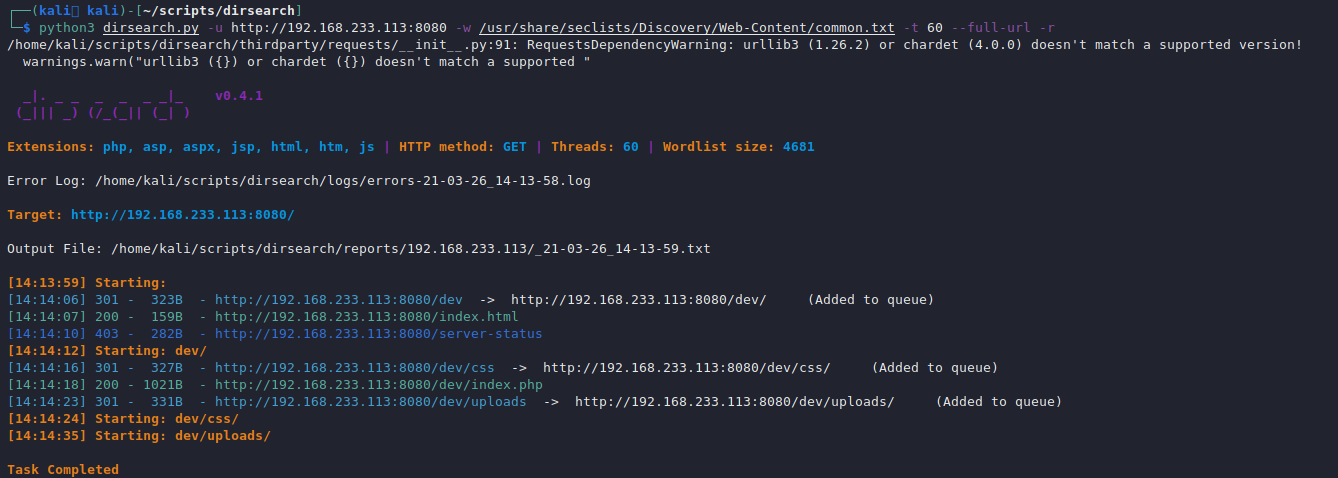 ┌──(kali㉿ kali)-[~/scripts/dirsearch]
└─$ python3 dirsearch.py -u http://192.168.233.113:8080 -w /usr/share/seclists/Discovery/Web-Content/common.txt -t 60 --full-url -r
/home/kali/scripts/dirsearch/thirdparty/requests/__init__.py:91: RequestsDependencyWarning: urllib3 (1.26.2) or chardet (4.0.0) doesn't match a supported version!
  warnings.warn("urllib3 ({}) or chardet ({}) doesn't match a supported "
  _|. _ _  _  _  _ _|_    v0.4.1
 (_||| _) (/_(_|| (_| )
Extensions: php, asp, aspx, jsp, html, htm, js | HTTP method: GET | Threads: 60 | Wordlist size: 4681
Error Log: /home/kali/scripts/dirsearch/logs/errors-21-03-26_14-13-58.log
Target: http://192.168.233.113:8080/
Output File: /home/kali/scripts/dirsearch/reports/192.168.233.113/_21-03-26_14-13-59.txt
[14:13:59] Starting:
[14:14:06] 301 -  323B  - http://192.168.233.113:8080/dev  ->  http://192.168.233.113:8080/dev/     (Added to queue)
[14:14:07] 200 -  159B  - http://192.168.233.113:8080/index.html
[14:14:10] 403 -  282B  - http://192.168.233.113:8080/server-status
[14:14:12] Starting: dev/
[14:14:16] 301 -  327B  - http://192.168.233.113:8080/dev/css  ->  http://192.168.233.113:8080/dev/css/     (Added to queue)
[14:14:18] 200 - 1021B  - http://192.168.233.113:8080/dev/index.php
[14:14:23] 301 -  331B  - http://192.168.233.113:8080/dev/uploads  ->  http://192.168.233.113:8080/dev/uploads/     (Added to queue)
[14:14:24] Starting: dev/css/
[14:14:35] Starting: dev/uploads/
Task Completed